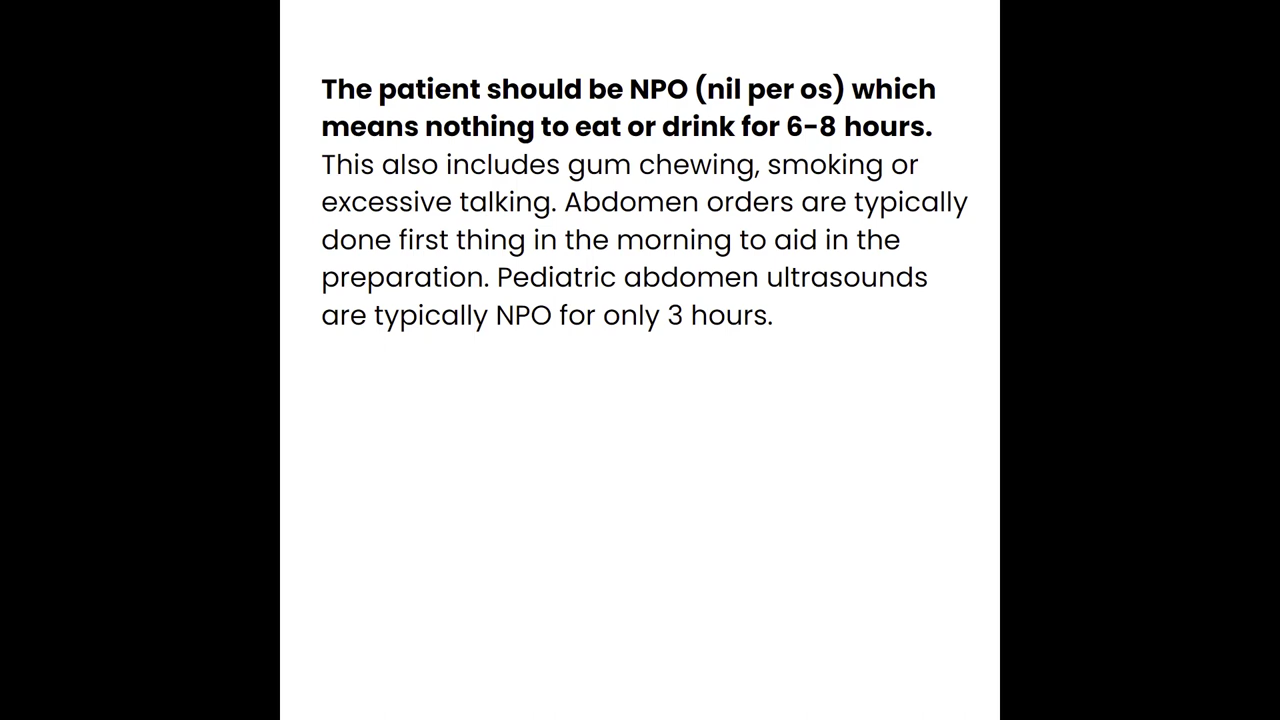 The patient should be NPO (nil per os) which
means nothing to eat or drink for 6-8 hours.
This also includes gum chewing, smoking or
excessive talking. Abdomen orders are typically
done first thing in the morning to aid in the
preparation. Pediatric abdomen ultrasounds
are typically NPO for only 3 hours.